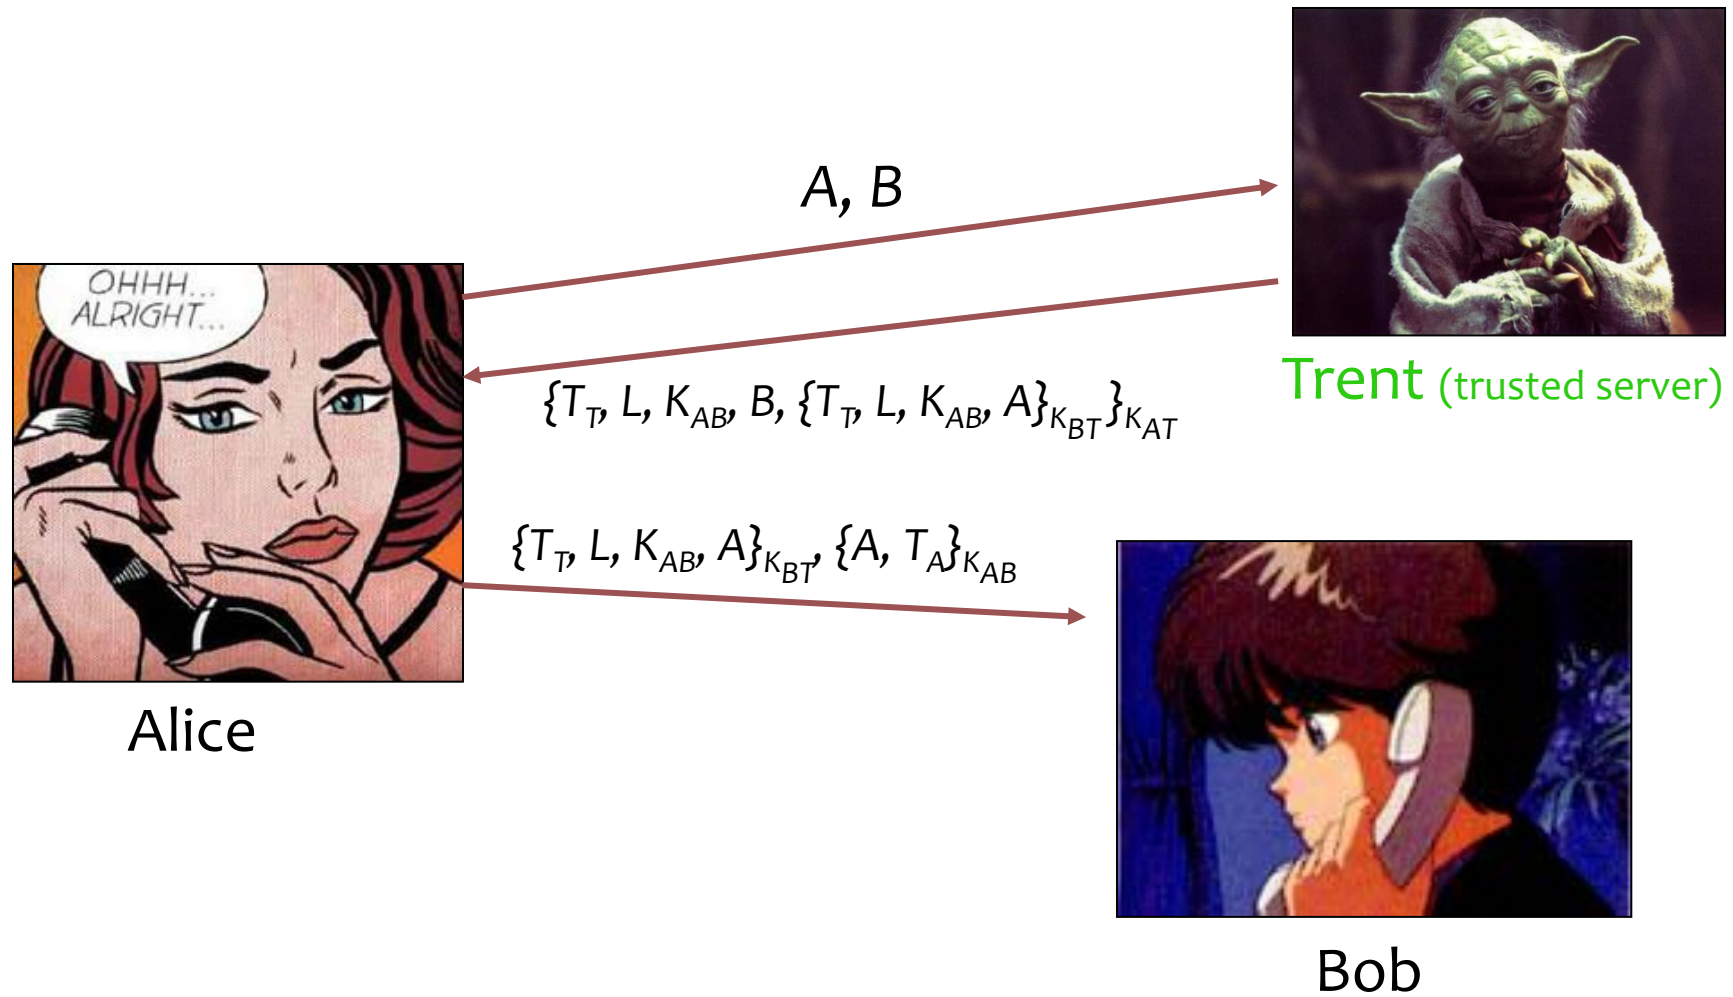 A, B
OHHH...
ALRIGHT...
Trent (trusted server)
{T_T, L, K_AB, B, {T_T, L, K_AB, A}_K_BT}_K_AT
{T_T, L, K_AB, A}_K_BT, {A, T_A}_K_AB
Alice
Bob